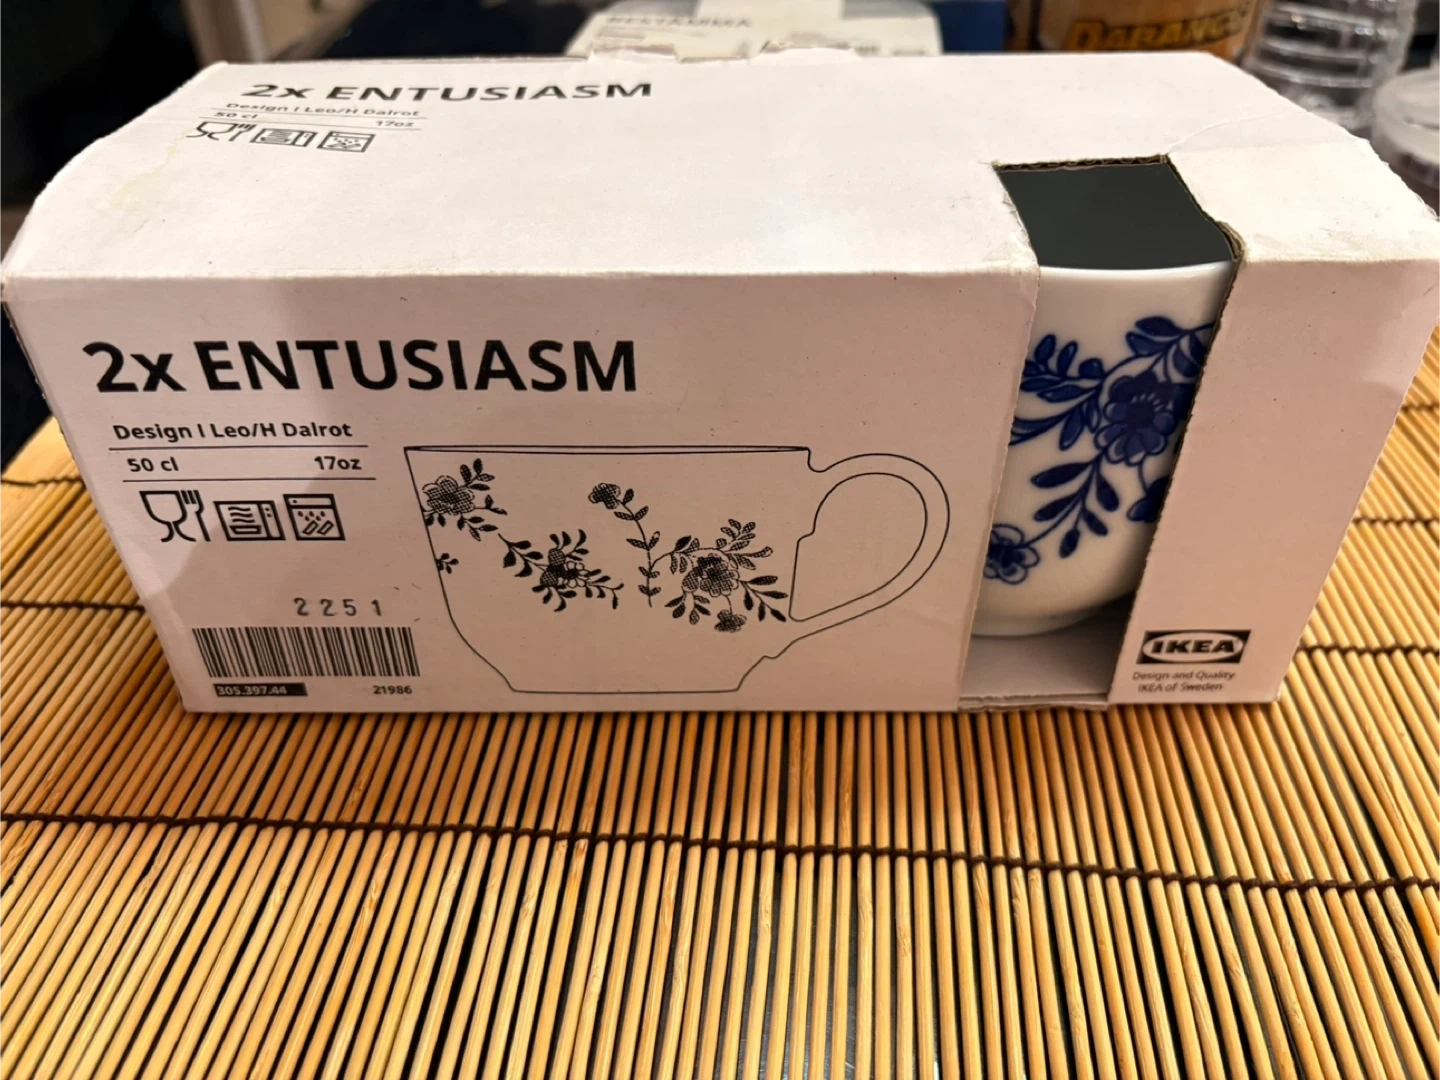 2x ENTUSIASM
Design I Leo/H Dalrot
50 cl 17oz
2x ENTUSIASM
Design I Leo/H Dalrot
50 cl 17oz
2251
305.397.44 21986
IKEA
Design and Quality
IKEA of Sweden